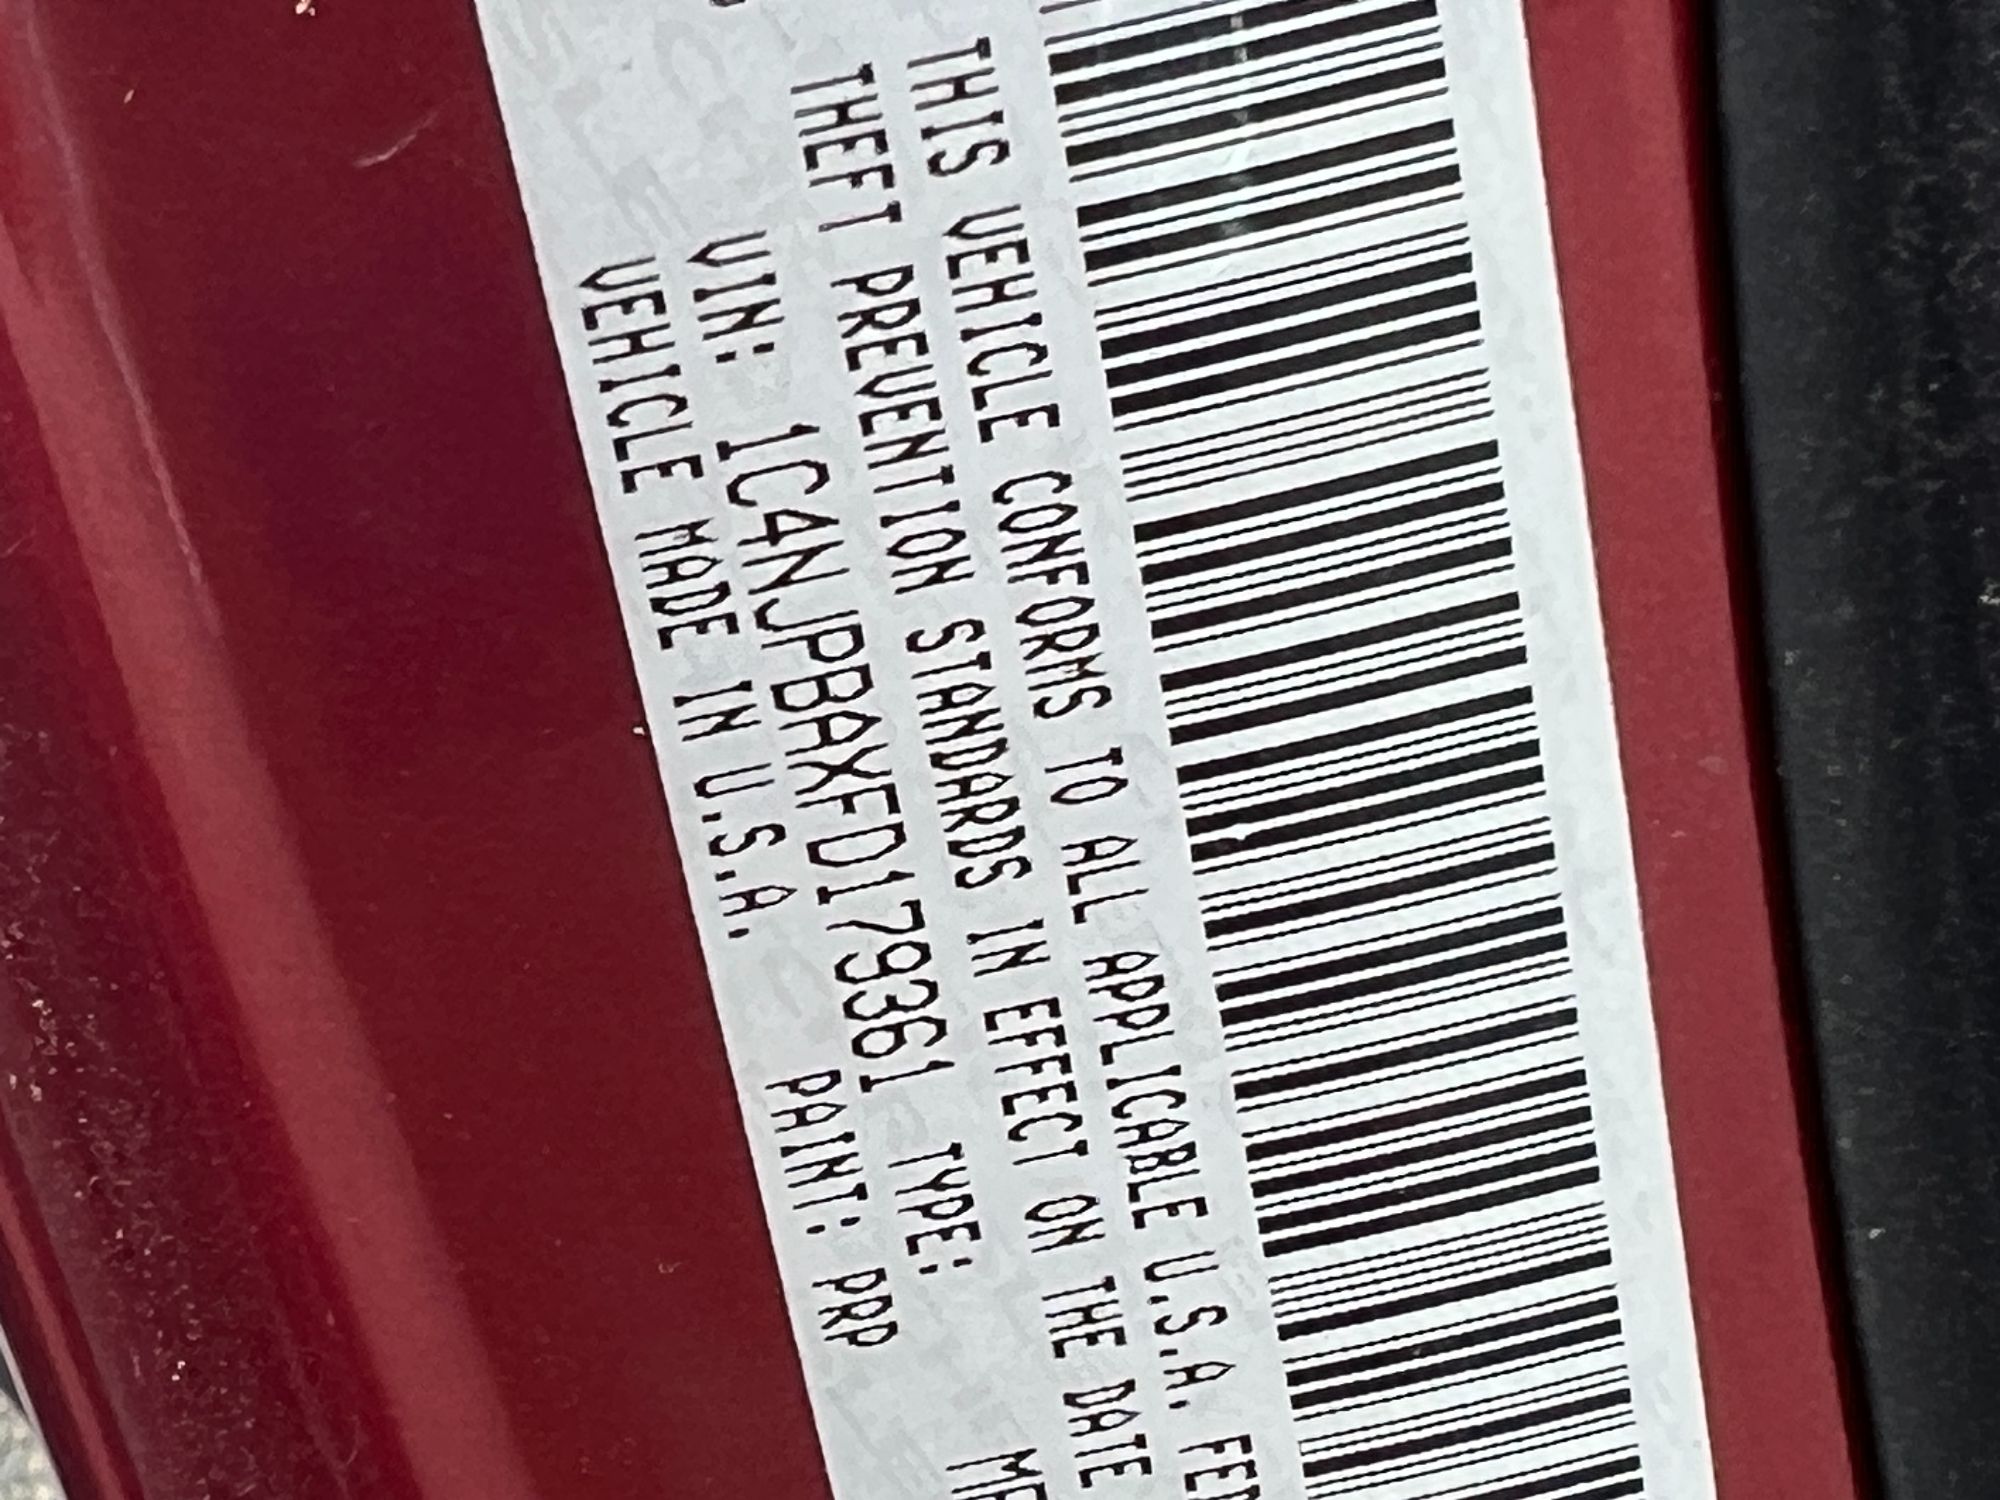 THIS VEHICLE CONFORMS TO ALL APPLICABLE U.S.A. FED
THEFT PREVENTION STANDARDS IN EFFECT ON THE DATE
VIN: 1C4NJPBAXFD179361 TYPE:
VEHICLE MADE IN U.S.A. PAINT: PRP